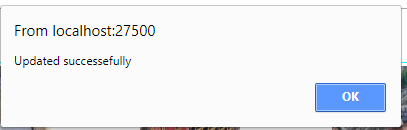 From localhost:27500
Updated successefully
OK